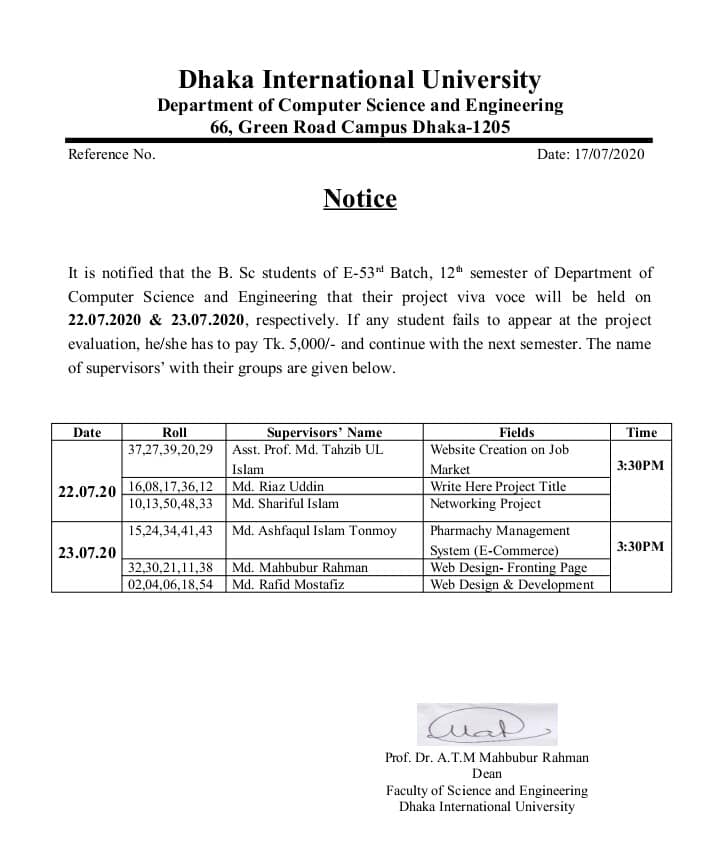 Dhaka International University
Department of Computer Science and Engineering
66, Green Road Campus Dhaka-1205
Reference No. Date: 17/07/2020
Notice
It is notified that the B. Sc students of E-53rd Batch, 12th semester of Department of
Computer Science and Engineering that their project viva voce will be held on
22.07.2020 & 23.07.2020, respectively. If any student fails to appear at the project
evaluation, he/she has to pay Tk. 5,000/- and continue with the next semester. The name
of supervisors’ with their groups are given below.
Date Roll Supervisors’ Name Fields Time
22.07.20 37,27,39,20,29 Asst. Prof. Md. Tahzib UL Website Creation on Job 3:30PM
Islam Market
16,08,17,36,12 Md. Riaz Uddin Write Here Project Title
10,13,50,48,33 Md. Shariful Islam Networking Project
23.07.20 15,24,34,41,43 Md. Ashfaqul Islam Tonmoy Pharmachy Management 3:30PM
System (E-Commerce)
32,30,21,11,38 Md. Mahbubur Rahman Web Design- Fronting Page
02,04,06,18,54 Md. Rafid Mostafiz Web Design & Development
Prof. Dr. A.T.M Mahbubur Rahman
Dean
Faculty of Science and Engineering
Dhaka International University